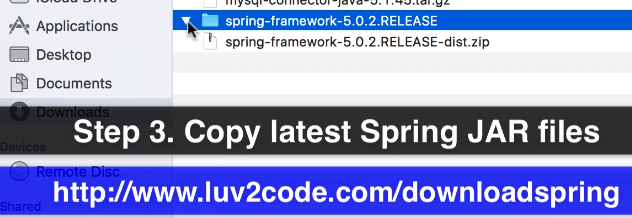 mysql-connector-java-5.1.45.tar.gz
Applications
spring-framework-5.0.2.RELEASE
Desktop
spring-framework-5.0.2.RELEASE-dist.zip
Documents
Downloads
Step 3. Copy latest Spring JAR files
Devices
Remote Disc
http://www.luv2code.com/downloadspring
Shared